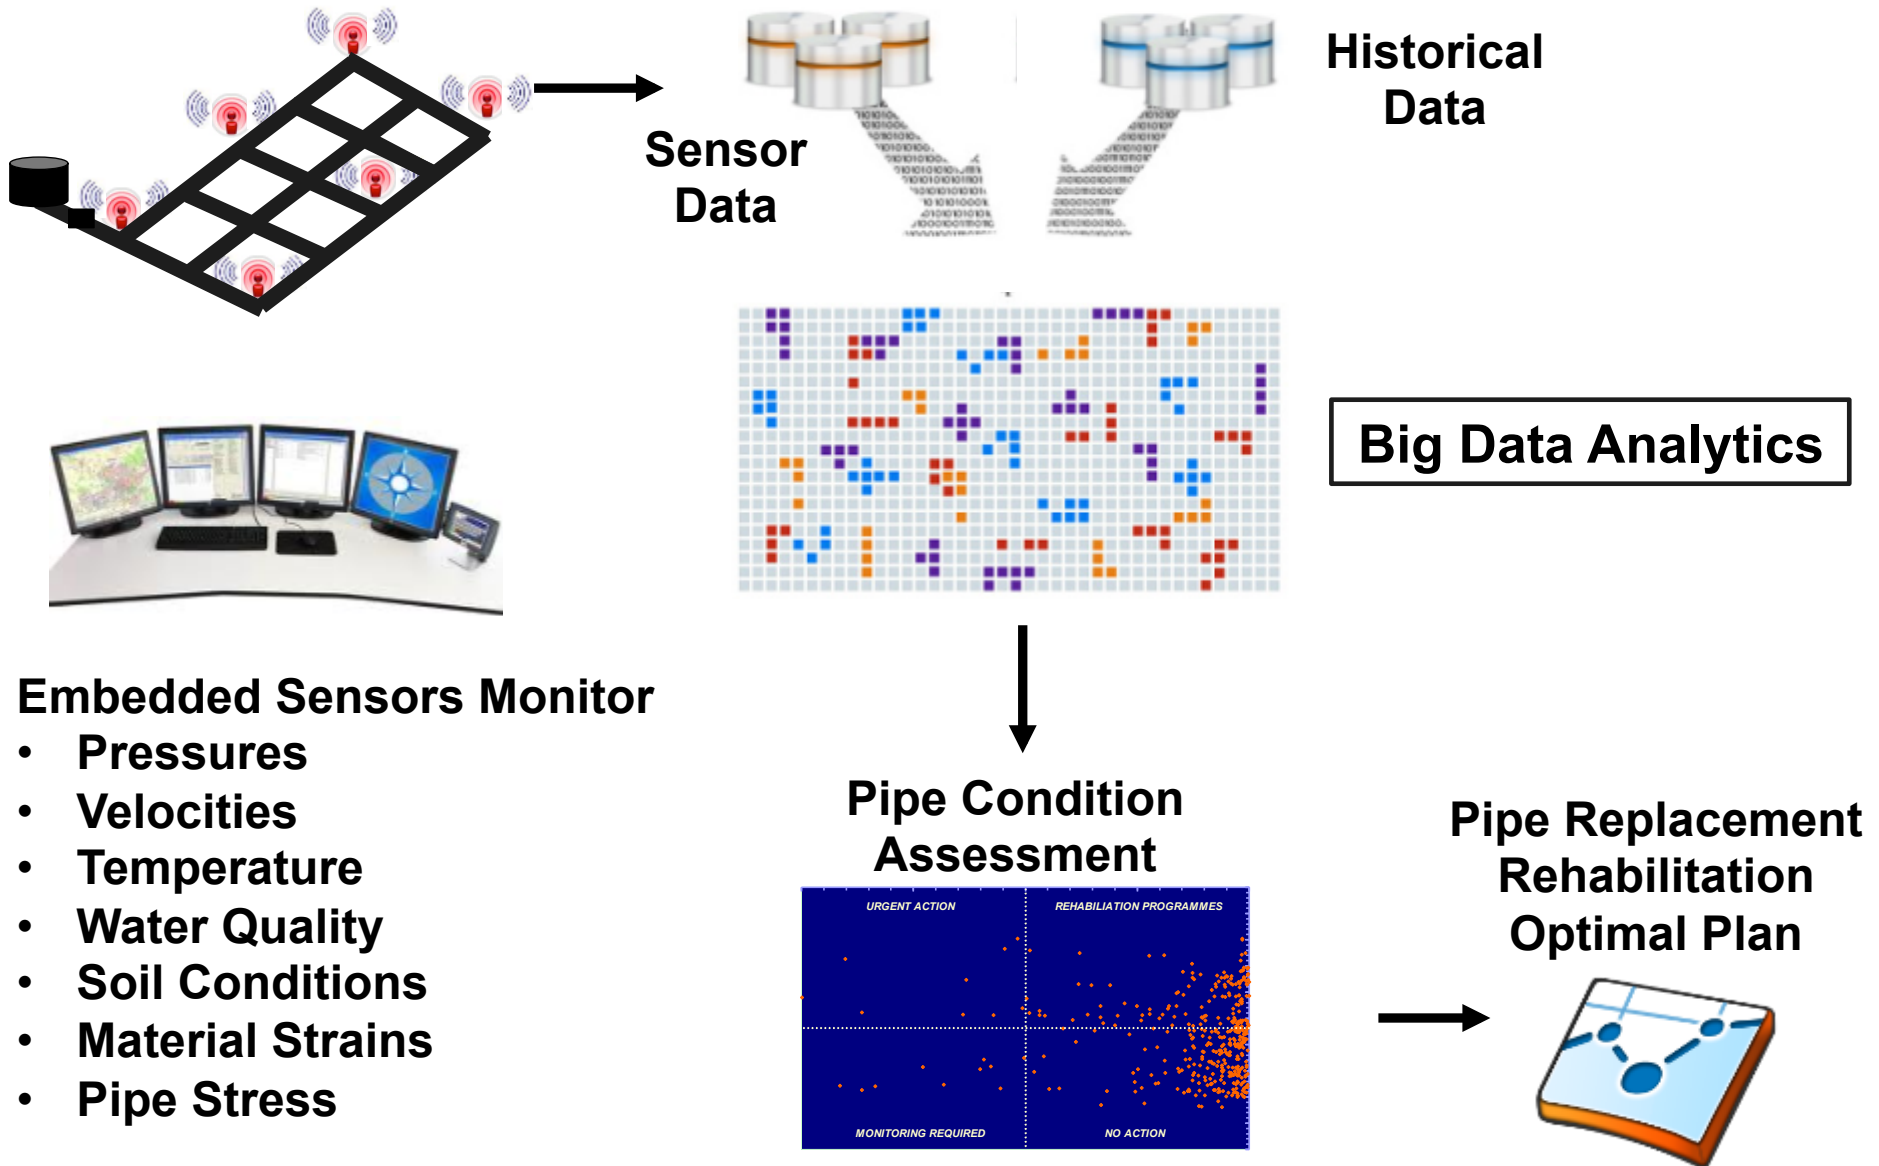 Historical
Data
Sensor
Data
Big Data Analytics
Embedded Sensors Monitor
• Pressures
• Velocities
• Temperature
• Water Quality
• Soil Conditions
• Material Strains
• Pipe Stress
Pipe Condition
Assessment
URGENT ACTION
REHABILIATION PROGRAMMES
MONITORING REQUIRED
NO ACTION
Pipe Replacement
Rehabilitation
Optimal Plan